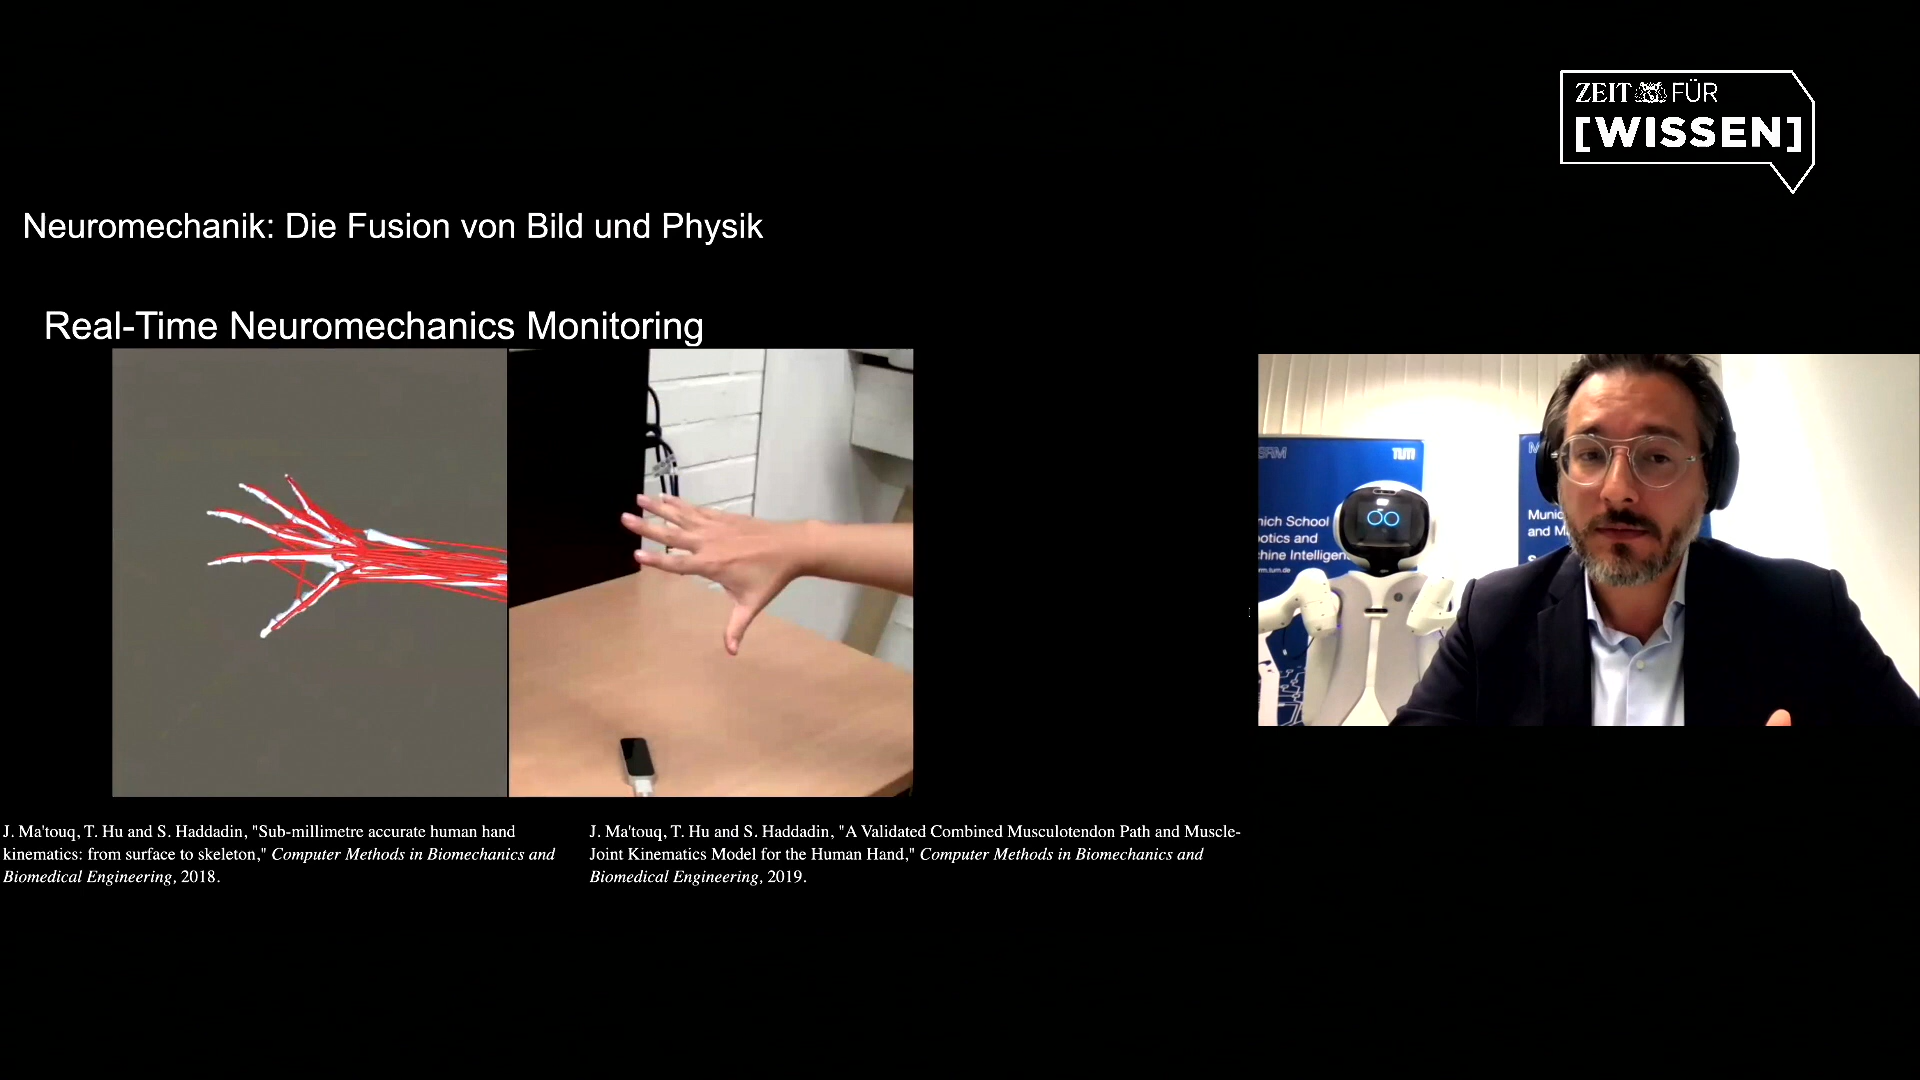 ZEIT FÜR
[WISSEN]
Neuromechanik: Die Fusion von Bild und Physik
Real-Time Neuromechanics Monitoring
J. Ma'touq, T. Hu and S. Haddadin, "Sub-millimetre accurate human hand
kinematics: from surface to skeleton," Computer Methods in Biomechanics and
Biomedical Engineering, 2018.
J. Ma'touq, T. Hu and S. Haddadin, "A Validated Combined Musculotendon Path and Muscle-
Joint Kinematics Model for the Human Hand," Computer Methods in Biomechanics and
Biomedical Engineering, 2019.
TUM
nich School
botics and
chine Intelligen
Munic
and M